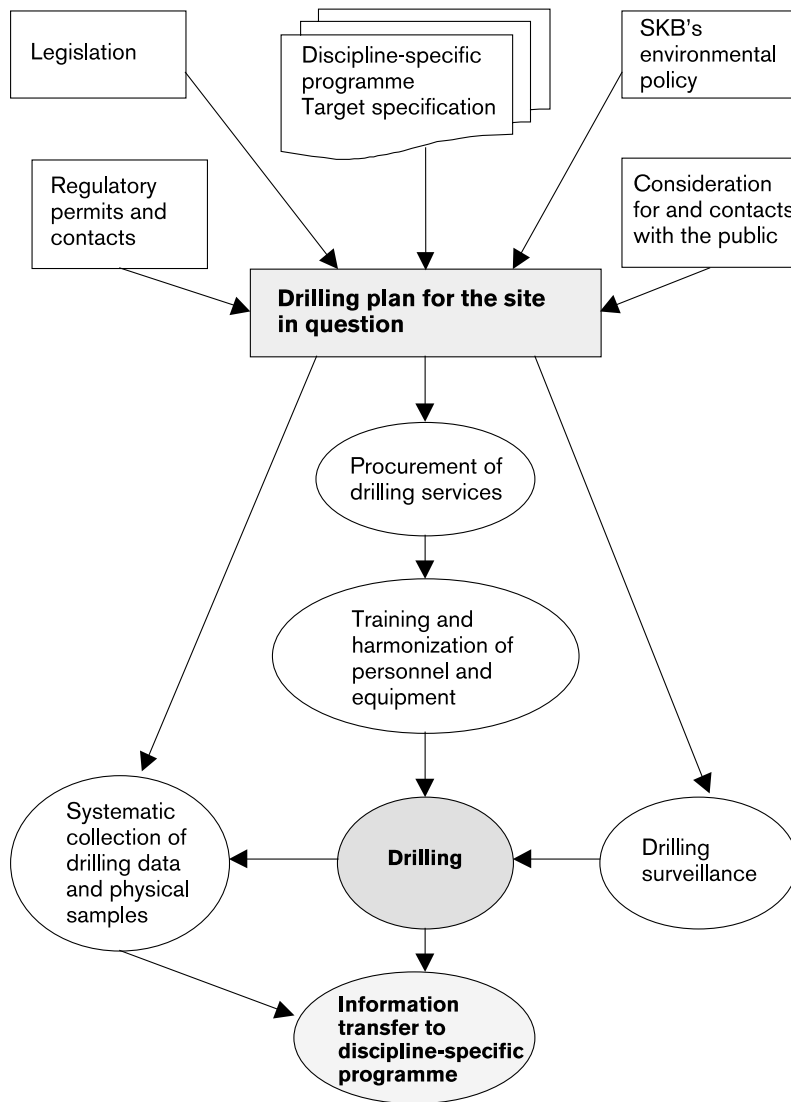 Legislation
Discipline-specific
programme
Target specification
SKB's
environmental
policy
Regulatory
permits and
contacts
Consideration
for and contacts
with the public
Drilling plan for the site
in question
Procurement of
drilling services
Training and
harmonization of
personnel and
equipment
Systematic
collection of
drilling data
and physical
samples
Drilling
Drilling
surveillance
Information
transfer to
discipline-specific
programme